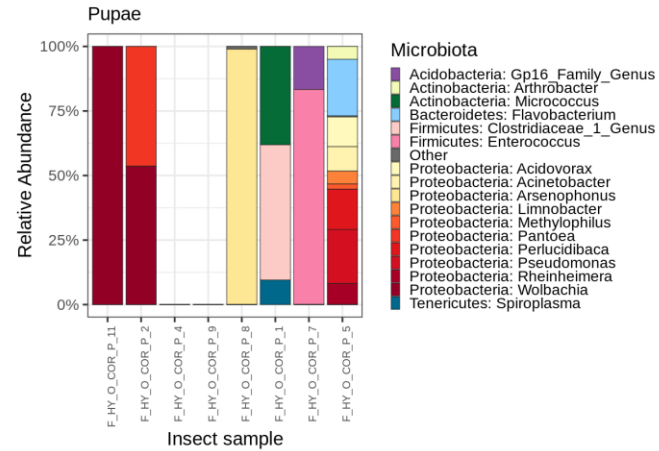 Pupae
100%
75%
50%
25%
0%
Relative Abundance
F_HY_O_COR_P_11
F_HY_O_COR_P_2
F_HY_O_COR_P_4
F_HY_O_COR_P_9
F_HY_O_COR_P_8
F_HY_O_COR_P_1
F_HY_O_COR_P_7
F_HY_O_COR_P_5
Insect sample
Microbiota
Acidobacteria: Gp16_Family_Genus
Actinobacteria: Arthrobacter
Actinobacteria: Micrococcus
Bacteroidetes: Flavobacterium
Firmicutes: Clostridiaceae_1_Genus
Firmicutes: Enterococcus
Other
Proteobacteria: Acidovorax
Proteobacteria: Acinetobacter
Proteobacteria: Arsenophonus
Proteobacteria: Limnobacter
Proteobacteria: Methylophilus
Proteobacteria: Pantoea
Proteobacteria: Perlucidibaca
Proteobacteria: Pseudomonas
Proteobacteria: Rheinheimera
Proteobacteria: Wolbachia
Tenericutes: Spiroplasma